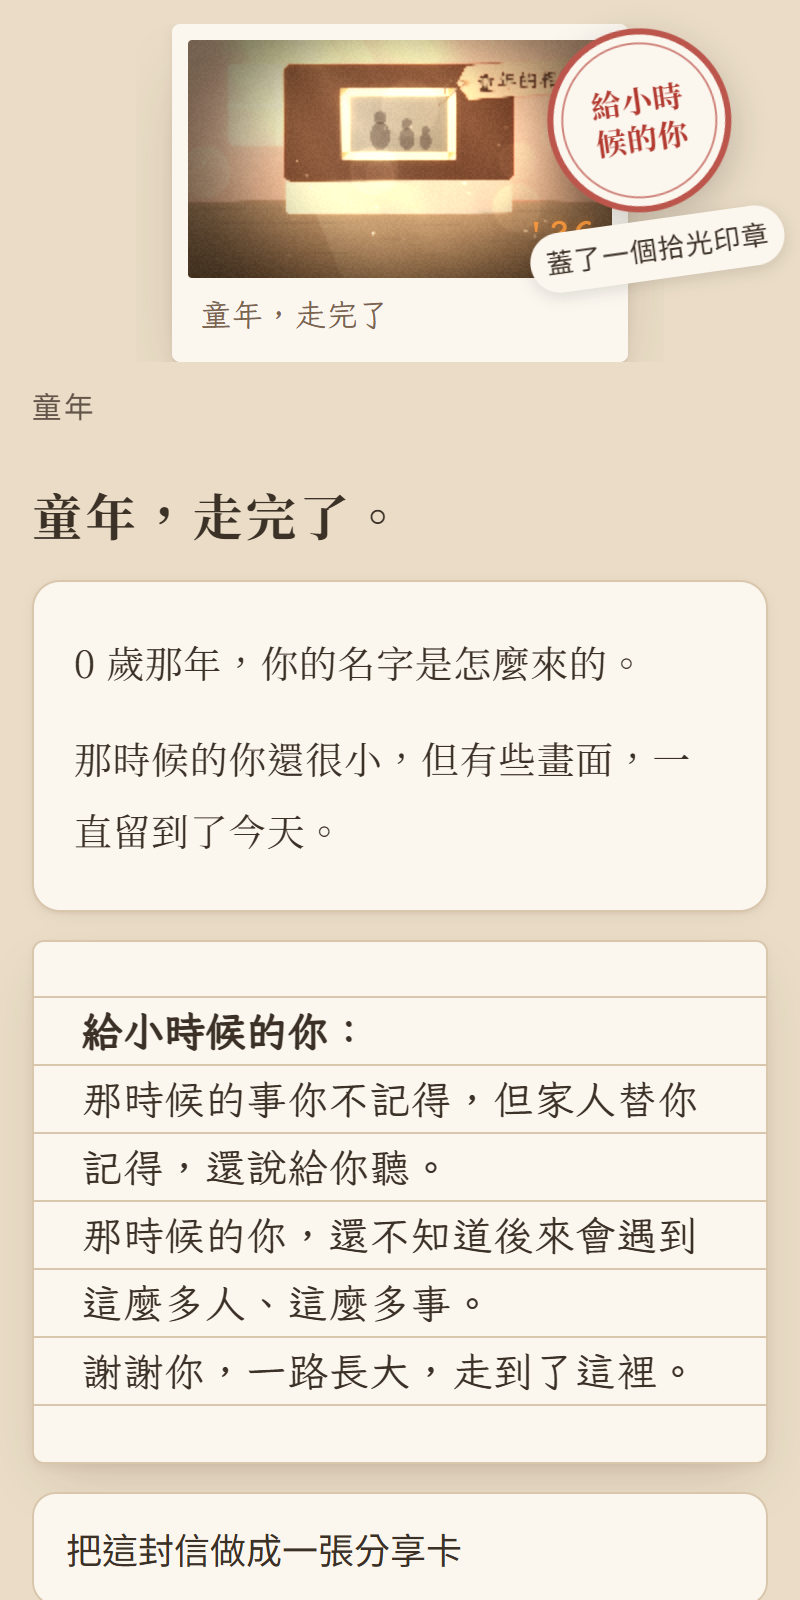 給小時
候的你
蓋了一個拾光印章
童年，走完了
童年
童年，走完了。
0 歲那年，你的名字是怎麼來的。
那時候的你還很小，但有些畫面，一
直留到了今天。
給小時候的你：
那時候的事你不記得，但家人替你
記得，還說給你聽。
那時候的你，還不知道後來會遇到
這麼多人、這麼多事。
謝謝你，一路長大，走到了這裡。
把這封信做成一張分享卡